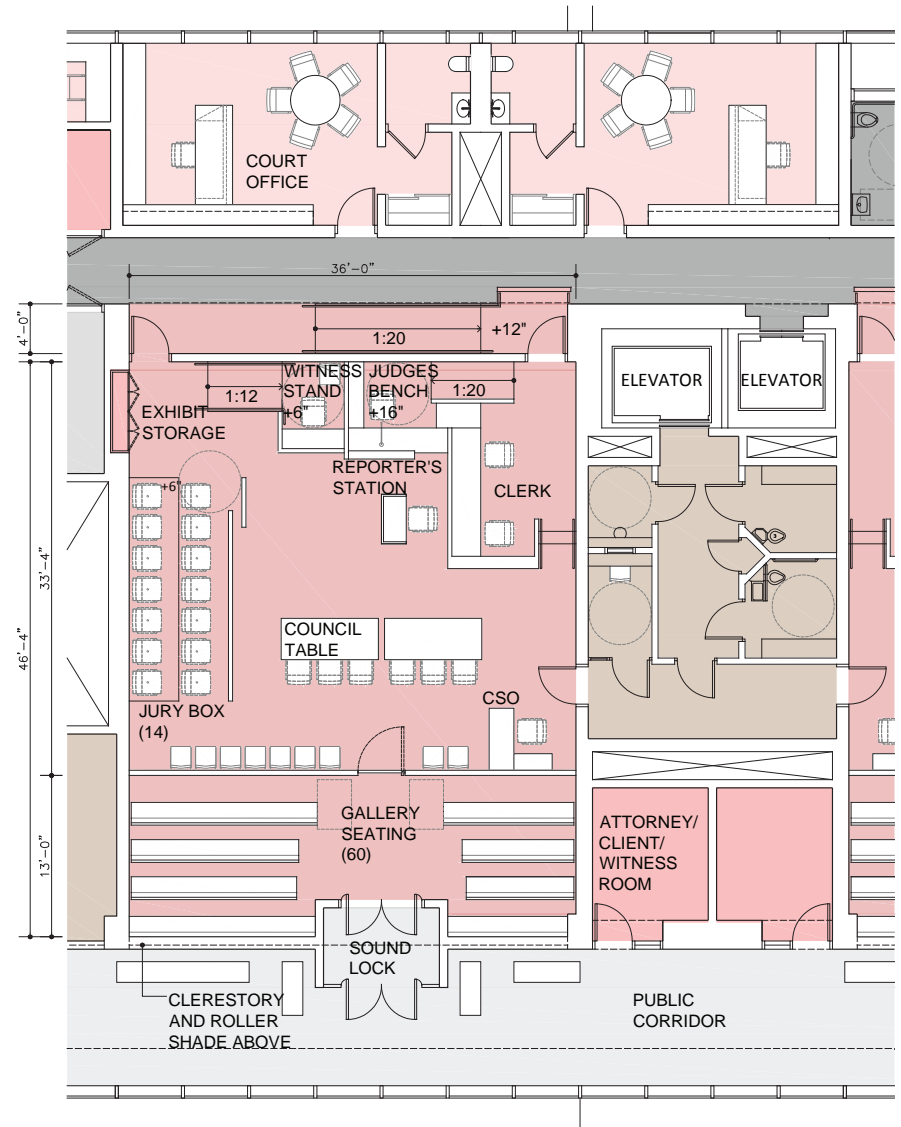 COURT
OFFICE
36'-0"
4'-0"
+12"
1:20
WITNESS
STAND
+6"
JUDGES
BENCH
+16"
1:12
1:20
ELEVATOR
ELEVATOR
EXHIBIT
STORAGE
REPORTER'S
STATION
CLERK
+6"
33'-4"
46'-4"
COUNCIL
TABLE
CSO
JURY BOX
(14)
GALLERY
SEATING
(60)
13'-0"
ATTORNEY/
CLIENT/
WITNESS
ROOM
SOUND
LOCK
CLERESTORY
AND ROLLER
SHADE ABOVE
PUBLIC
CORRIDOR